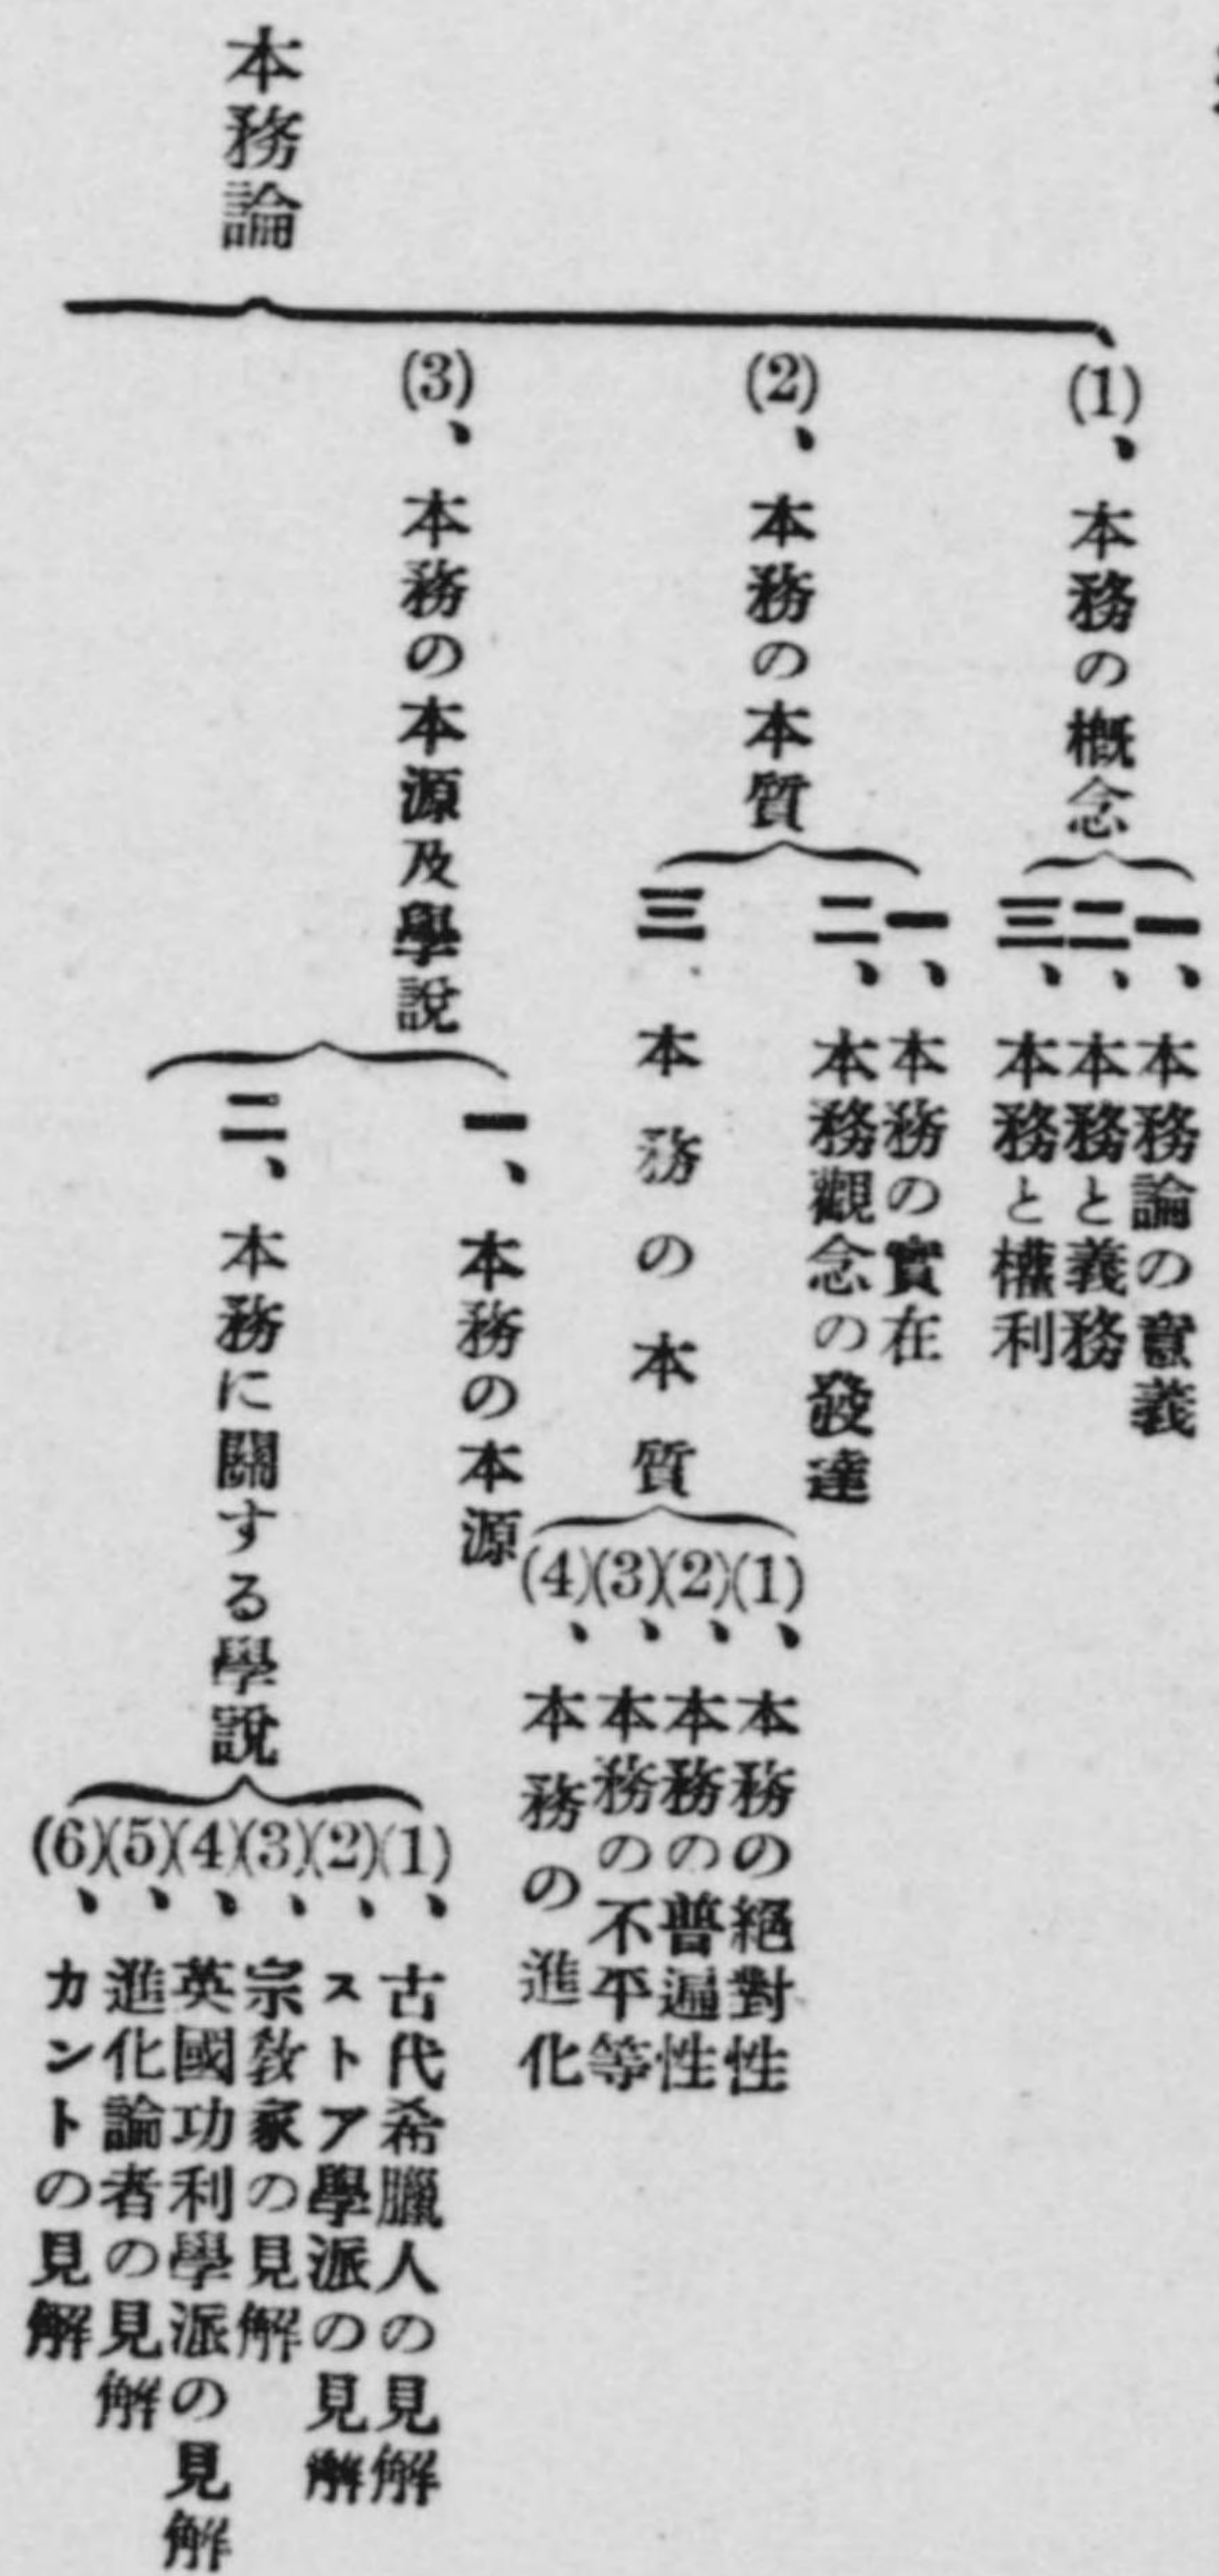 本務論
(1)、本務の槪念
一、本務論の意義
二、本務と義務
三、本務と權利
(2)、本務の本質
一、本務の實在
二、本務觀念の發達
三、本務の本質
(1)、本務の絕對性
(2)、本務の普遍性
(3)、本務の不平等
(4)、本務の進化
(3)、本務の本源及學說
一、本務の本源
二、本務に關する學說
(1)、古代希臘人の見解
(2)、ストア學派の見解
(3)、宗敎家の見解
(4)、英國功利學派の見解
(5)、進化論者の見解
(6)、カントの見解